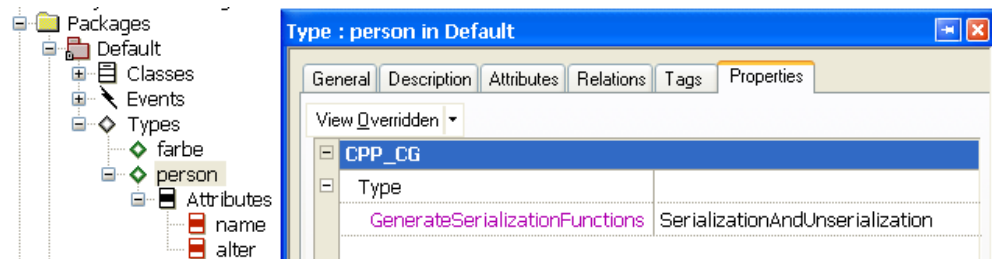 Packages
Default
Classes
Events
Types
farbe
person
Attributes
name
alter
Type : person in Default
General Description Attributes Relations Tags Properties
View Overridden
CPP_CG
Type
GenerateSerializationFunctions SerializationAndUnserialization